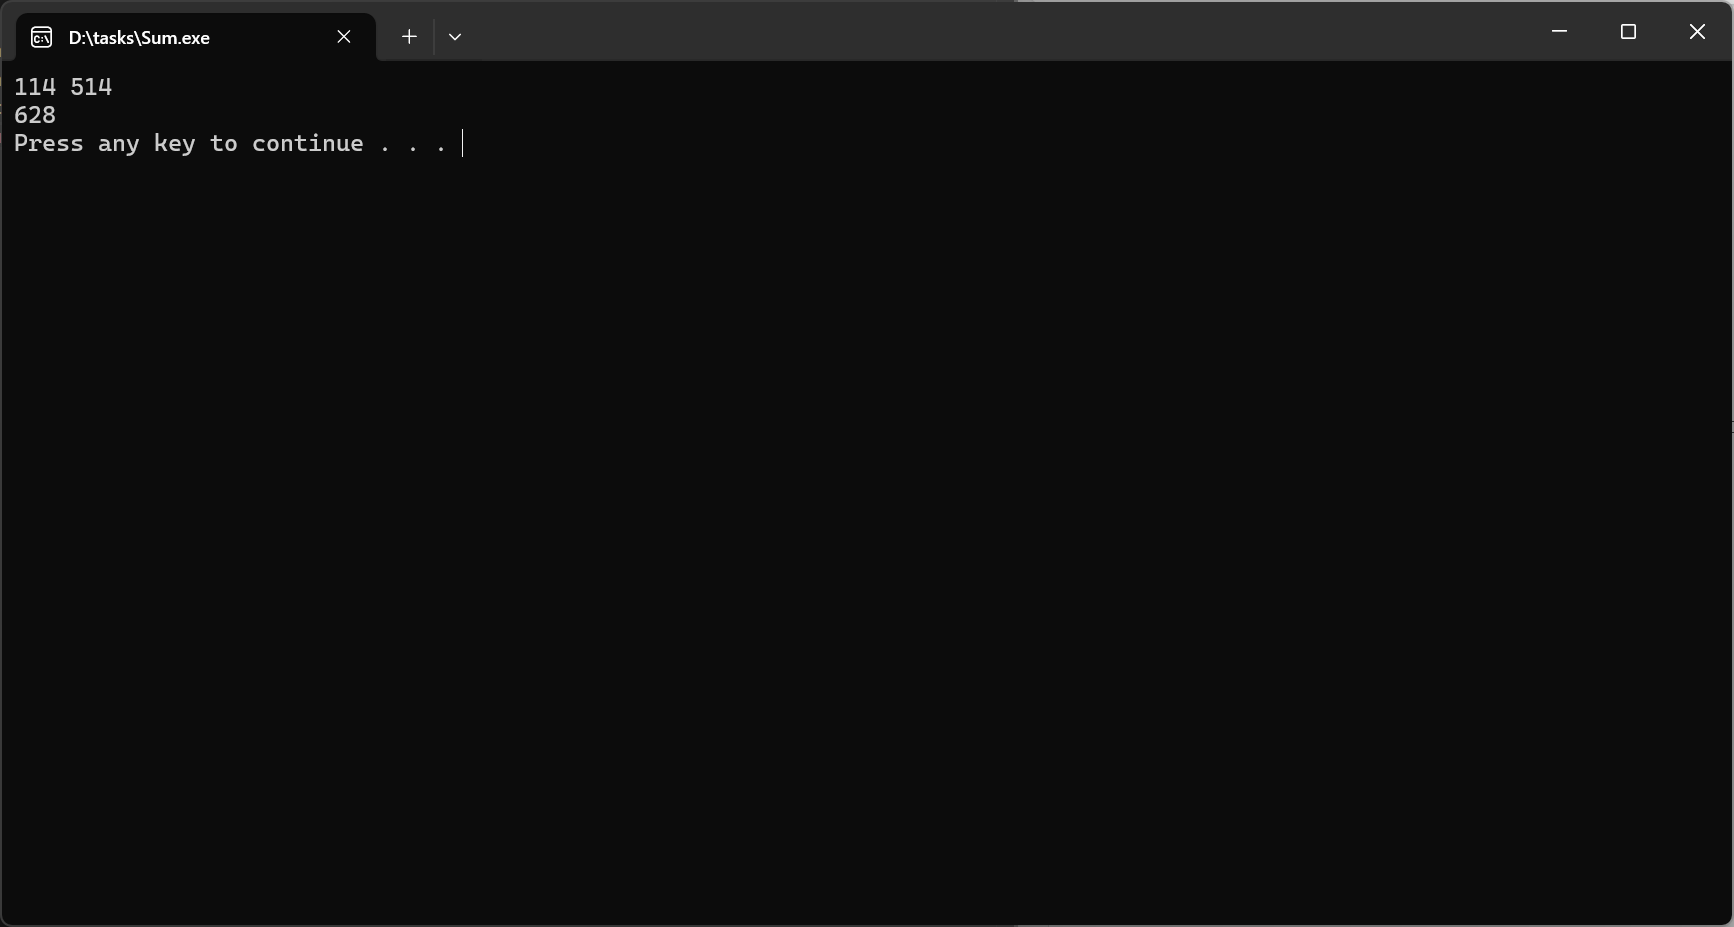 D:\tasks\Sum.exe
114 514
628
Press any key to continue . . .